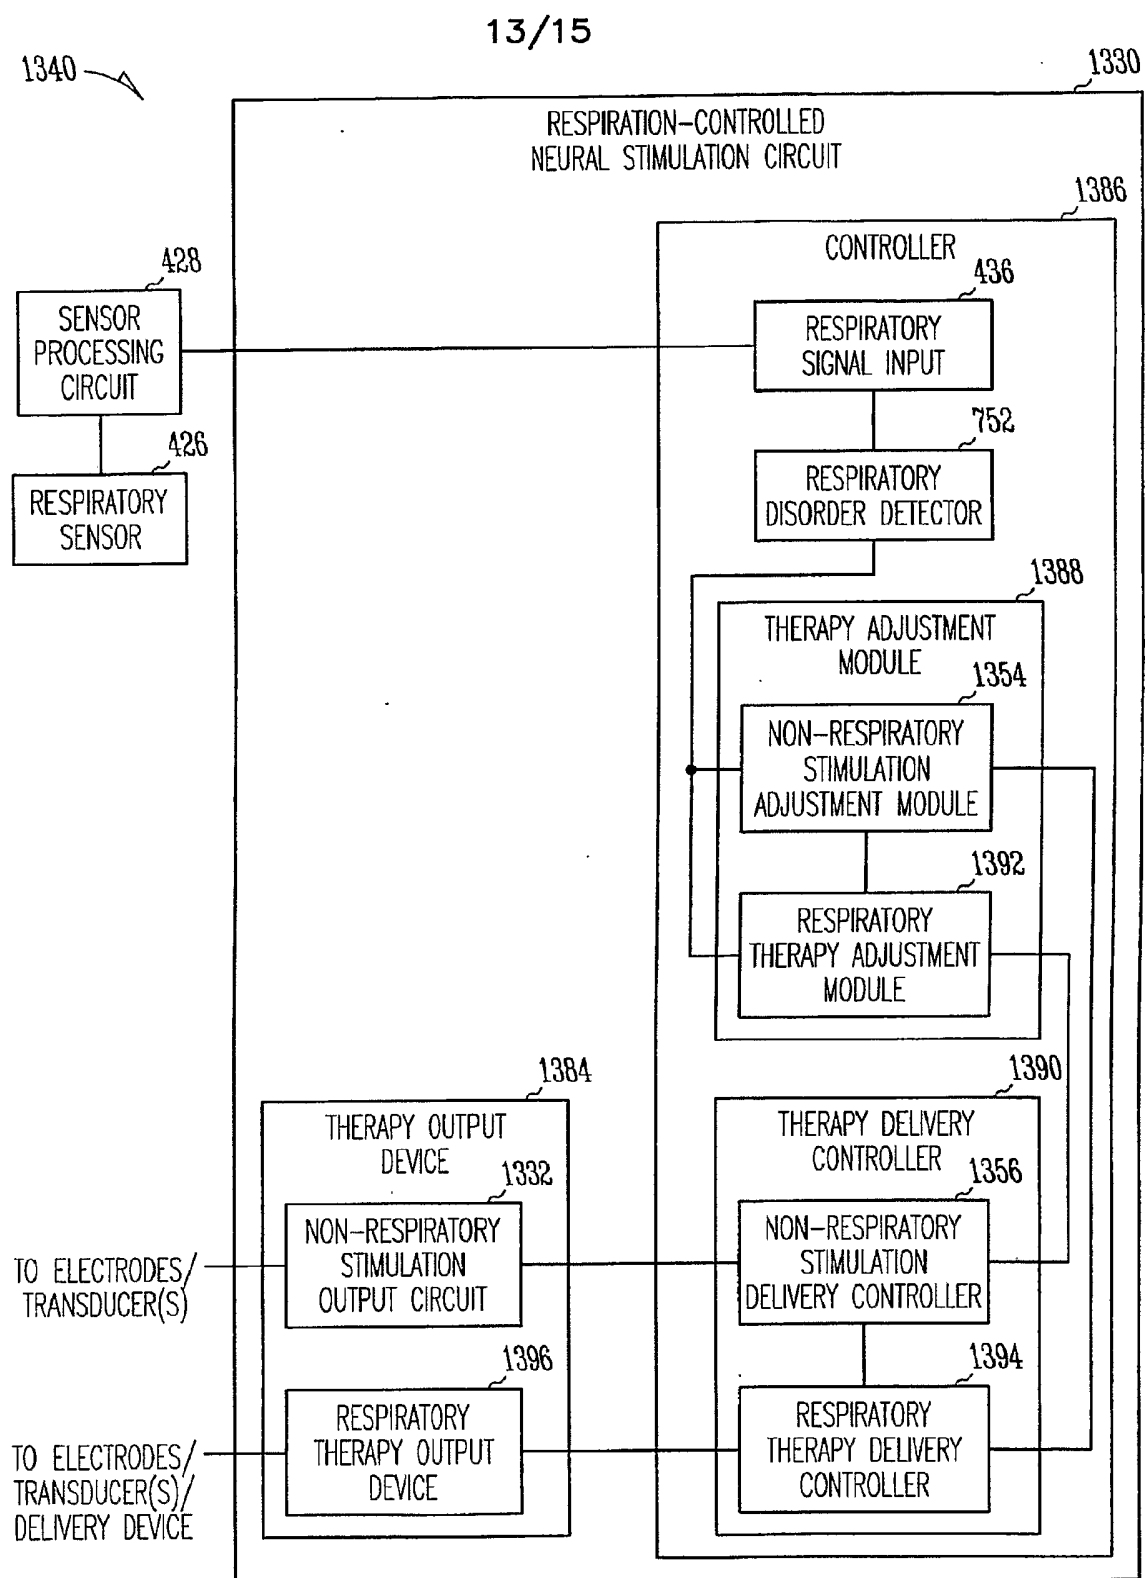 13/15
1340
1330
RESPIRATION-CONTROLLED
NEURAL STIMULATION CIRCUIT
1386
CONTROLLER
428
SENSOR
PROCESSING
CIRCUIT
436
RESPIRATORY
SIGNAL INPUT
426
RESPIRATORY
SENSOR
752
RESPIRATORY
DISORDER DETECTOR
1388
THERAPY ADJUSTMENT
MODULE
1354
NON-RESPIRATORY
STIMULATION
ADJUSTMENT MODULE
1392
RESPIRATORY
THERAPY ADJUSTMENT
MODULE
1384
THERAPY OUTPUT
DEVICE
1332
NON-RESPIRATORY
STIMULATION
OUTPUT CIRCUIT
1390
THERAPY DELIVERY
CONTROLLER
1356
NON-RESPIRATORY
STIMULATION
DELIVERY CONTROLLER
TO ELECTRODES/
TRANSDUCER(S)
1396
RESPIRATORY
THERAPY OUTPUT
DEVICE
1394
RESPIRATORY
THERAPY DELIVERY
CONTROLLER
TO ELECTRODES/
TRANSDUCER(S)/
DELIVERY DEVICE